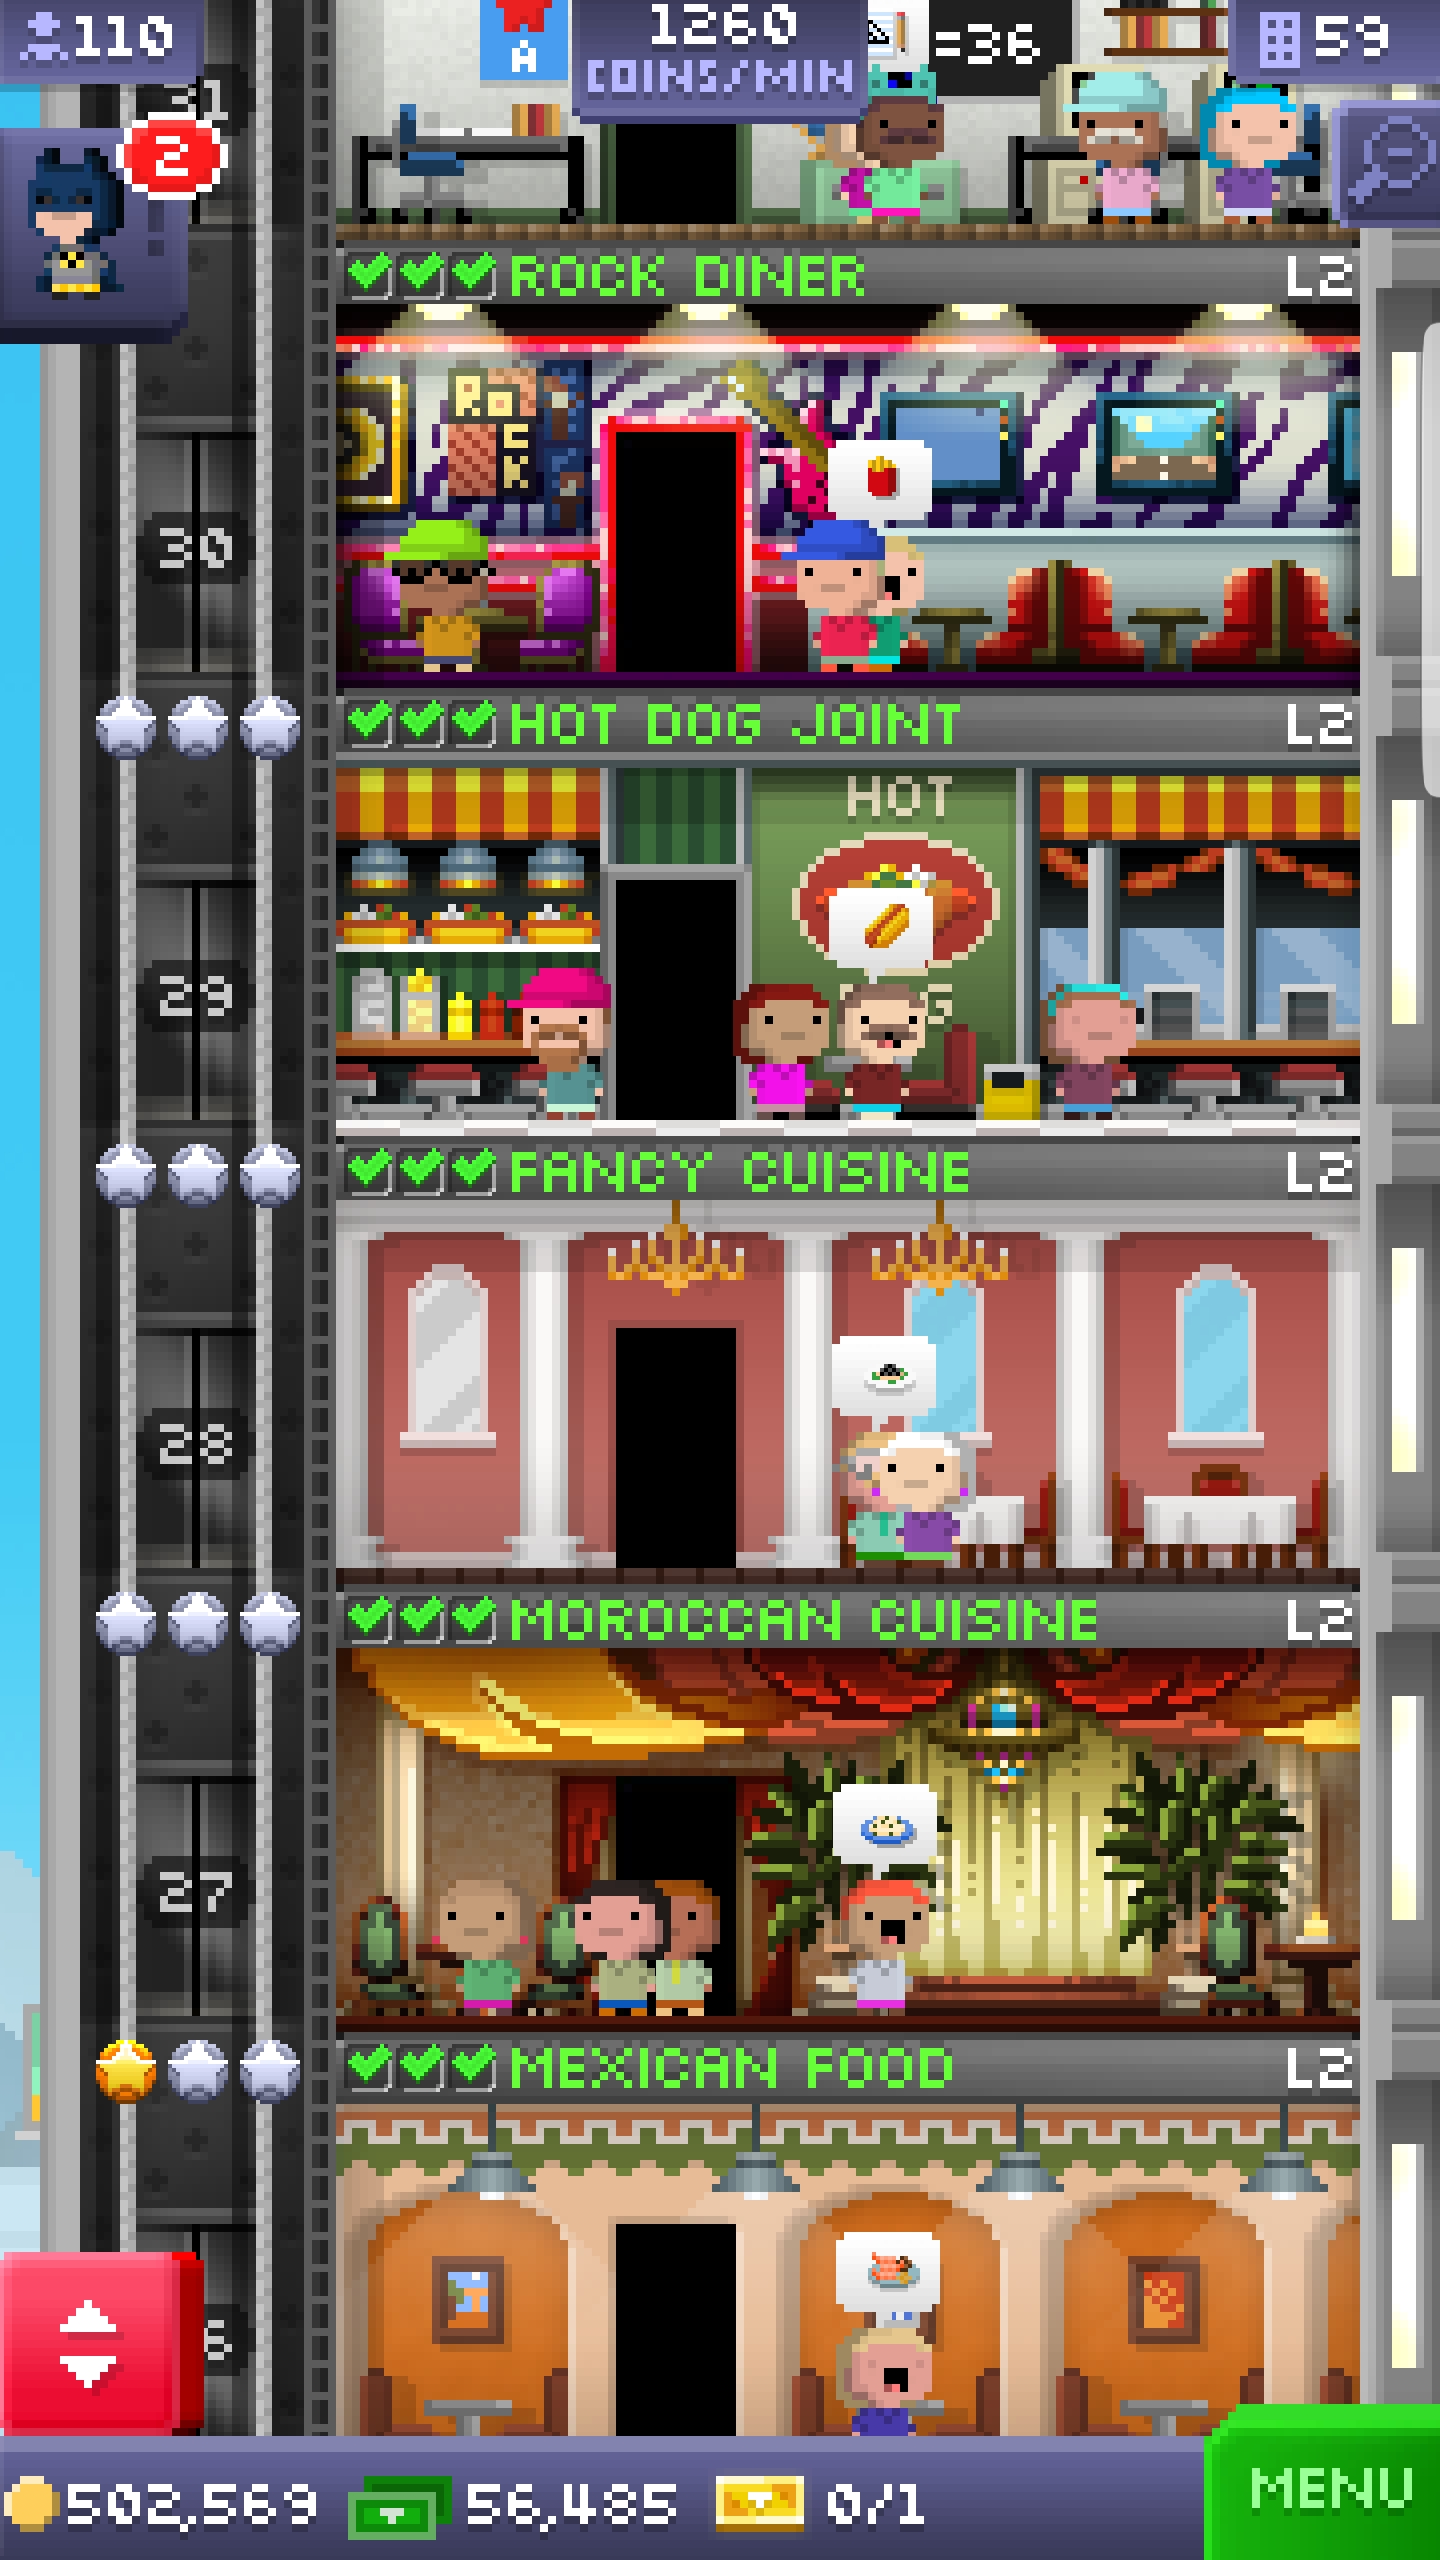 110
1260
COINS/MIN
=36
59
A
31
2
ROCK DINER L2
ROCK
30
HOT DOG JOINT L2
HOT
29
FANCY CUISINE L2
28
MOROCCAN CUISINE L2
27
MEXICAN FOOD L2
502,569
56,485
0/1
MENU